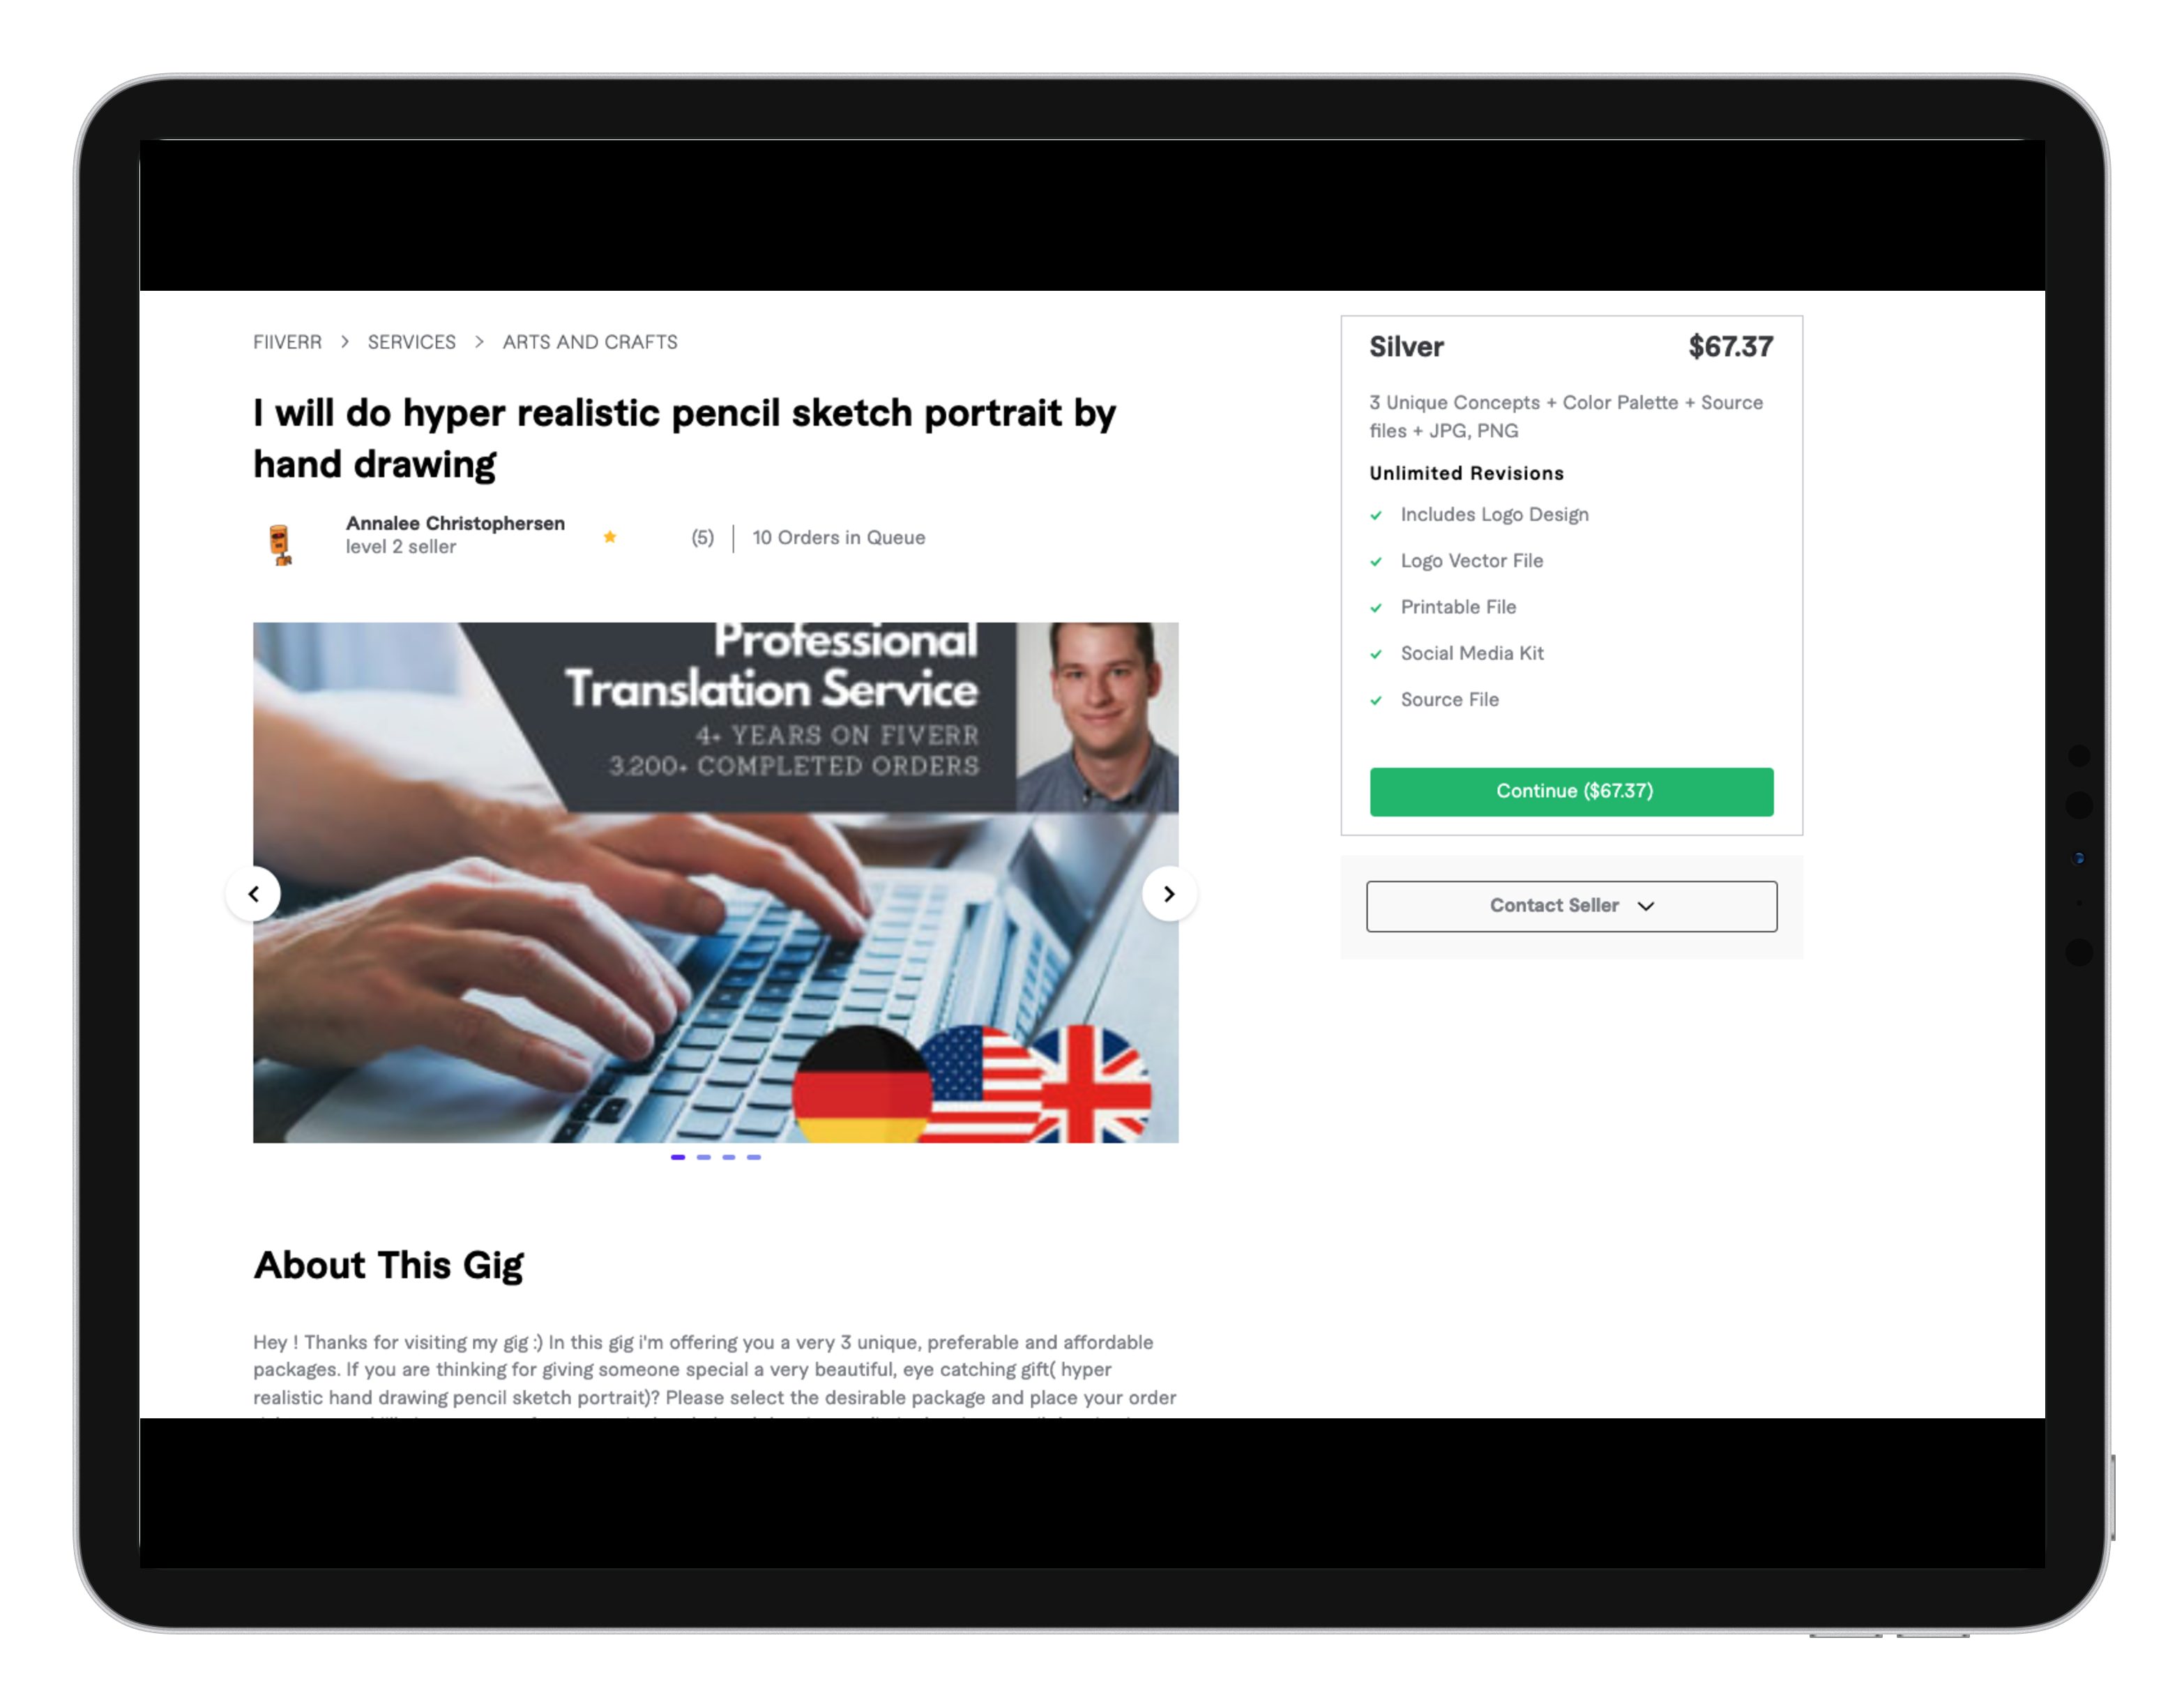 FIIVERR > SERVICES > ARTS AND CRAFTS
I will do hyper realistic pencil sketch portrait by
hand drawing
Annalee Christophersen
level 2 seller
(5) | 10 Orders in Queue
Professional
Translation Service
4+ YEARS ON FIVERR
3.200+ COMPLETED ORDERS
About This Gig
Hey ! Thanks for visiting my gig :) In this gig i'm offering you a very 3 unique, preferable and affordable
packages. If you are thinking for giving someone special a very beautiful, eye catching gift( hyper
realistic hand drawing pencil sketch portrait)? Please select the desirable package and place your order
Silver $67.37
3 Unique Concepts + Color Palette + Source
files + JPG, PNG
Unlimited Revisions
Includes Logo Design
Logo Vector File
Printable File
Social Media Kit
Source File
Continue ($67.37)
Contact Seller